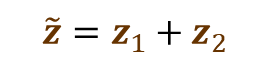 z̃ = z₁ + z₂